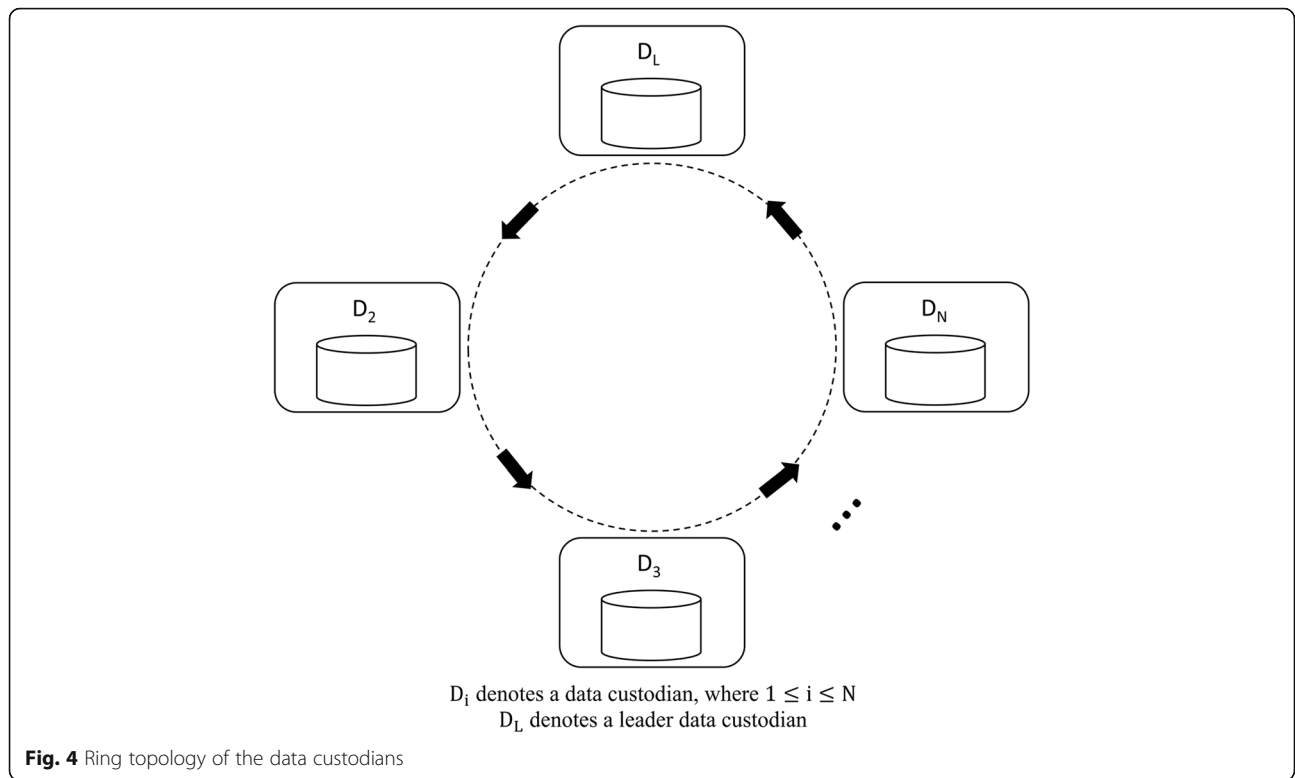 D_L
D_2
D_N
D_3
D_i denotes a data custodian, where 1 ≤ i ≤ N
D_L denotes a leader data custodian
Fig. 4 Ring topology of the data custodians